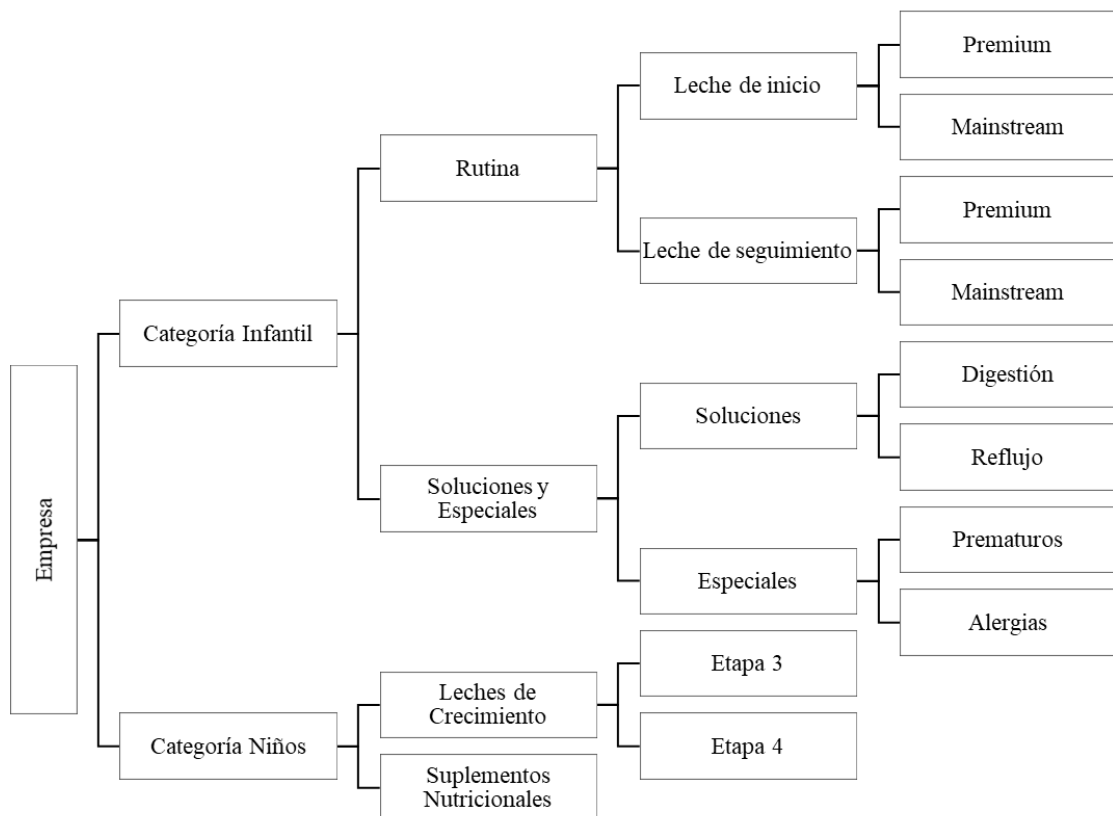 Empresa
Categoría Infantil
Rutina
Leche de inicio
Premium
Mainstream
Leche de seguimiento
Premium
Mainstream
Soluciones y
Especiales
Soluciones
Digestión
Reflujo
Especiales
Prematuros
Alergias
Categoría Niños
Leches de
Crecimiento
Etapa 3
Etapa 4
Suplementos
Nutricionales